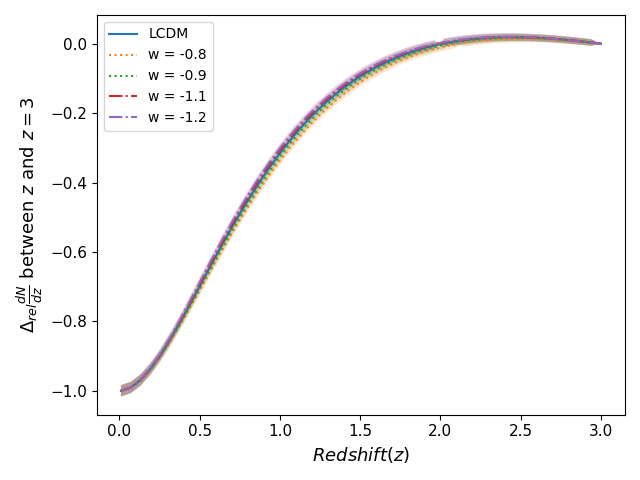 LCDM
w = -0.8
w = -0.9
w = -1.1
w = -1.2
0.0
−0.2
−0.4
−0.6
−0.8
−1.0
Δrel dN/dz between z and z = 3
0.0 0.5 1.0 1.5 2.0 2.5 3.0
Redshift(z)